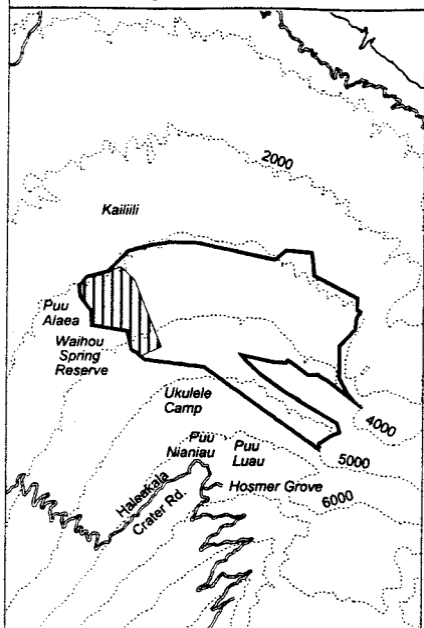 2000
Kailiili
Puu
Alaea
Waihou
Spring
Reserve
Ukulele
Camp
4000
Puu
Nianiau
Puu
Luau
5000
Haleekala
Crater Rd.
Hosmer Grove
6000